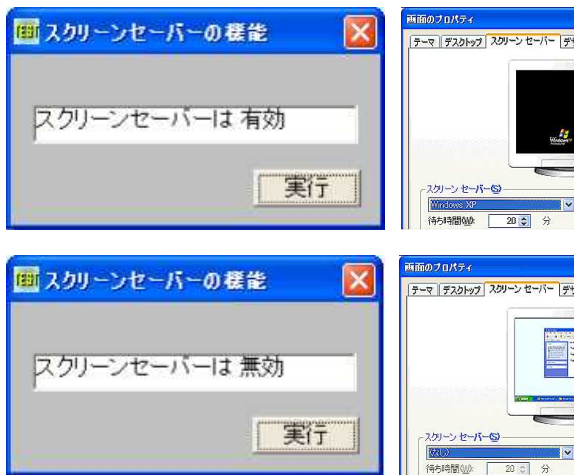 スクリーンセーバーの機能
スクリーンセーバーは 有効
実行
画面のプロパティ
テーマ デスクトップ スクリーン セーバー デザ
スクリーン セーバー(S)
Windows XP
待ち時間(W): 20 分
スクリーンセーバーの機能
スクリーンセーバーは 無効
実行
画面のプロパティ
テーマ デスクトップ スクリーン セーバー デザ
スクリーン セーバー(S)
(なし)
待ち時間(W): 20 分